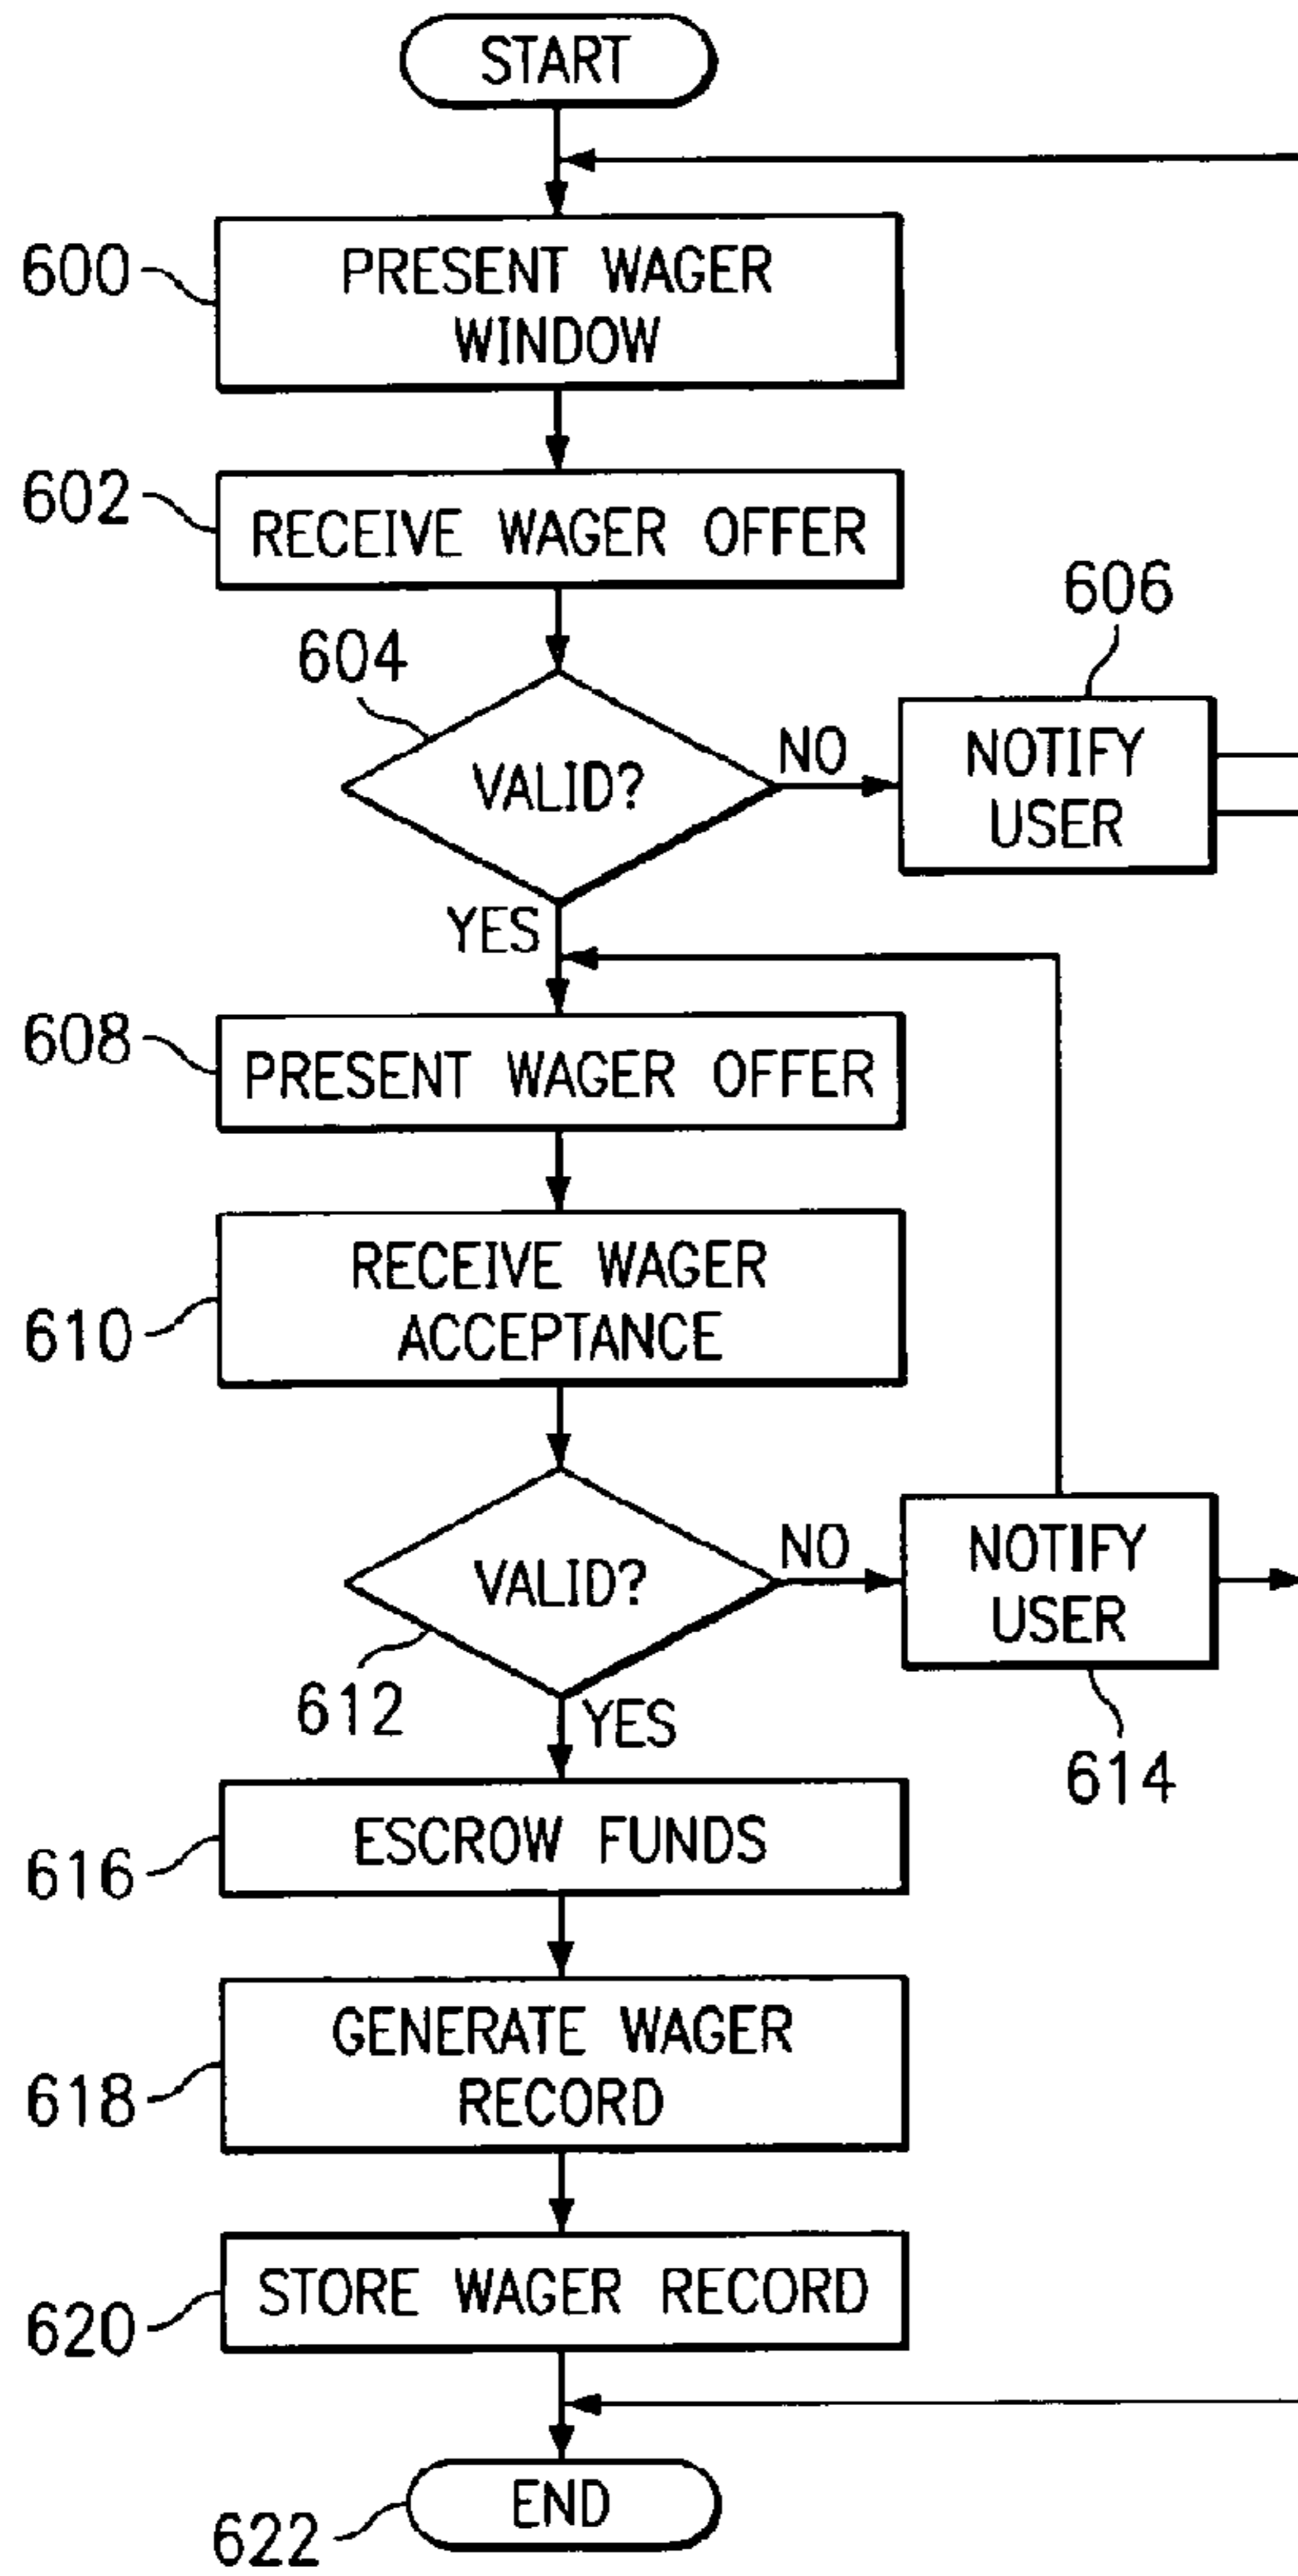 START
600
PRESENT WAGER
WINDOW
602
RECEIVE WAGER OFFER
604
VALID?
NO
606
NOTIFY
USER
YES
608
PRESENT WAGER OFFER
610
RECEIVE WAGER
ACCEPTANCE
612
VALID?
NO
NOTIFY
USER
614
YES
616
ESCROW FUNDS
618
GENERATE WAGER
RECORD
620
STORE WAGER RECORD
622
END